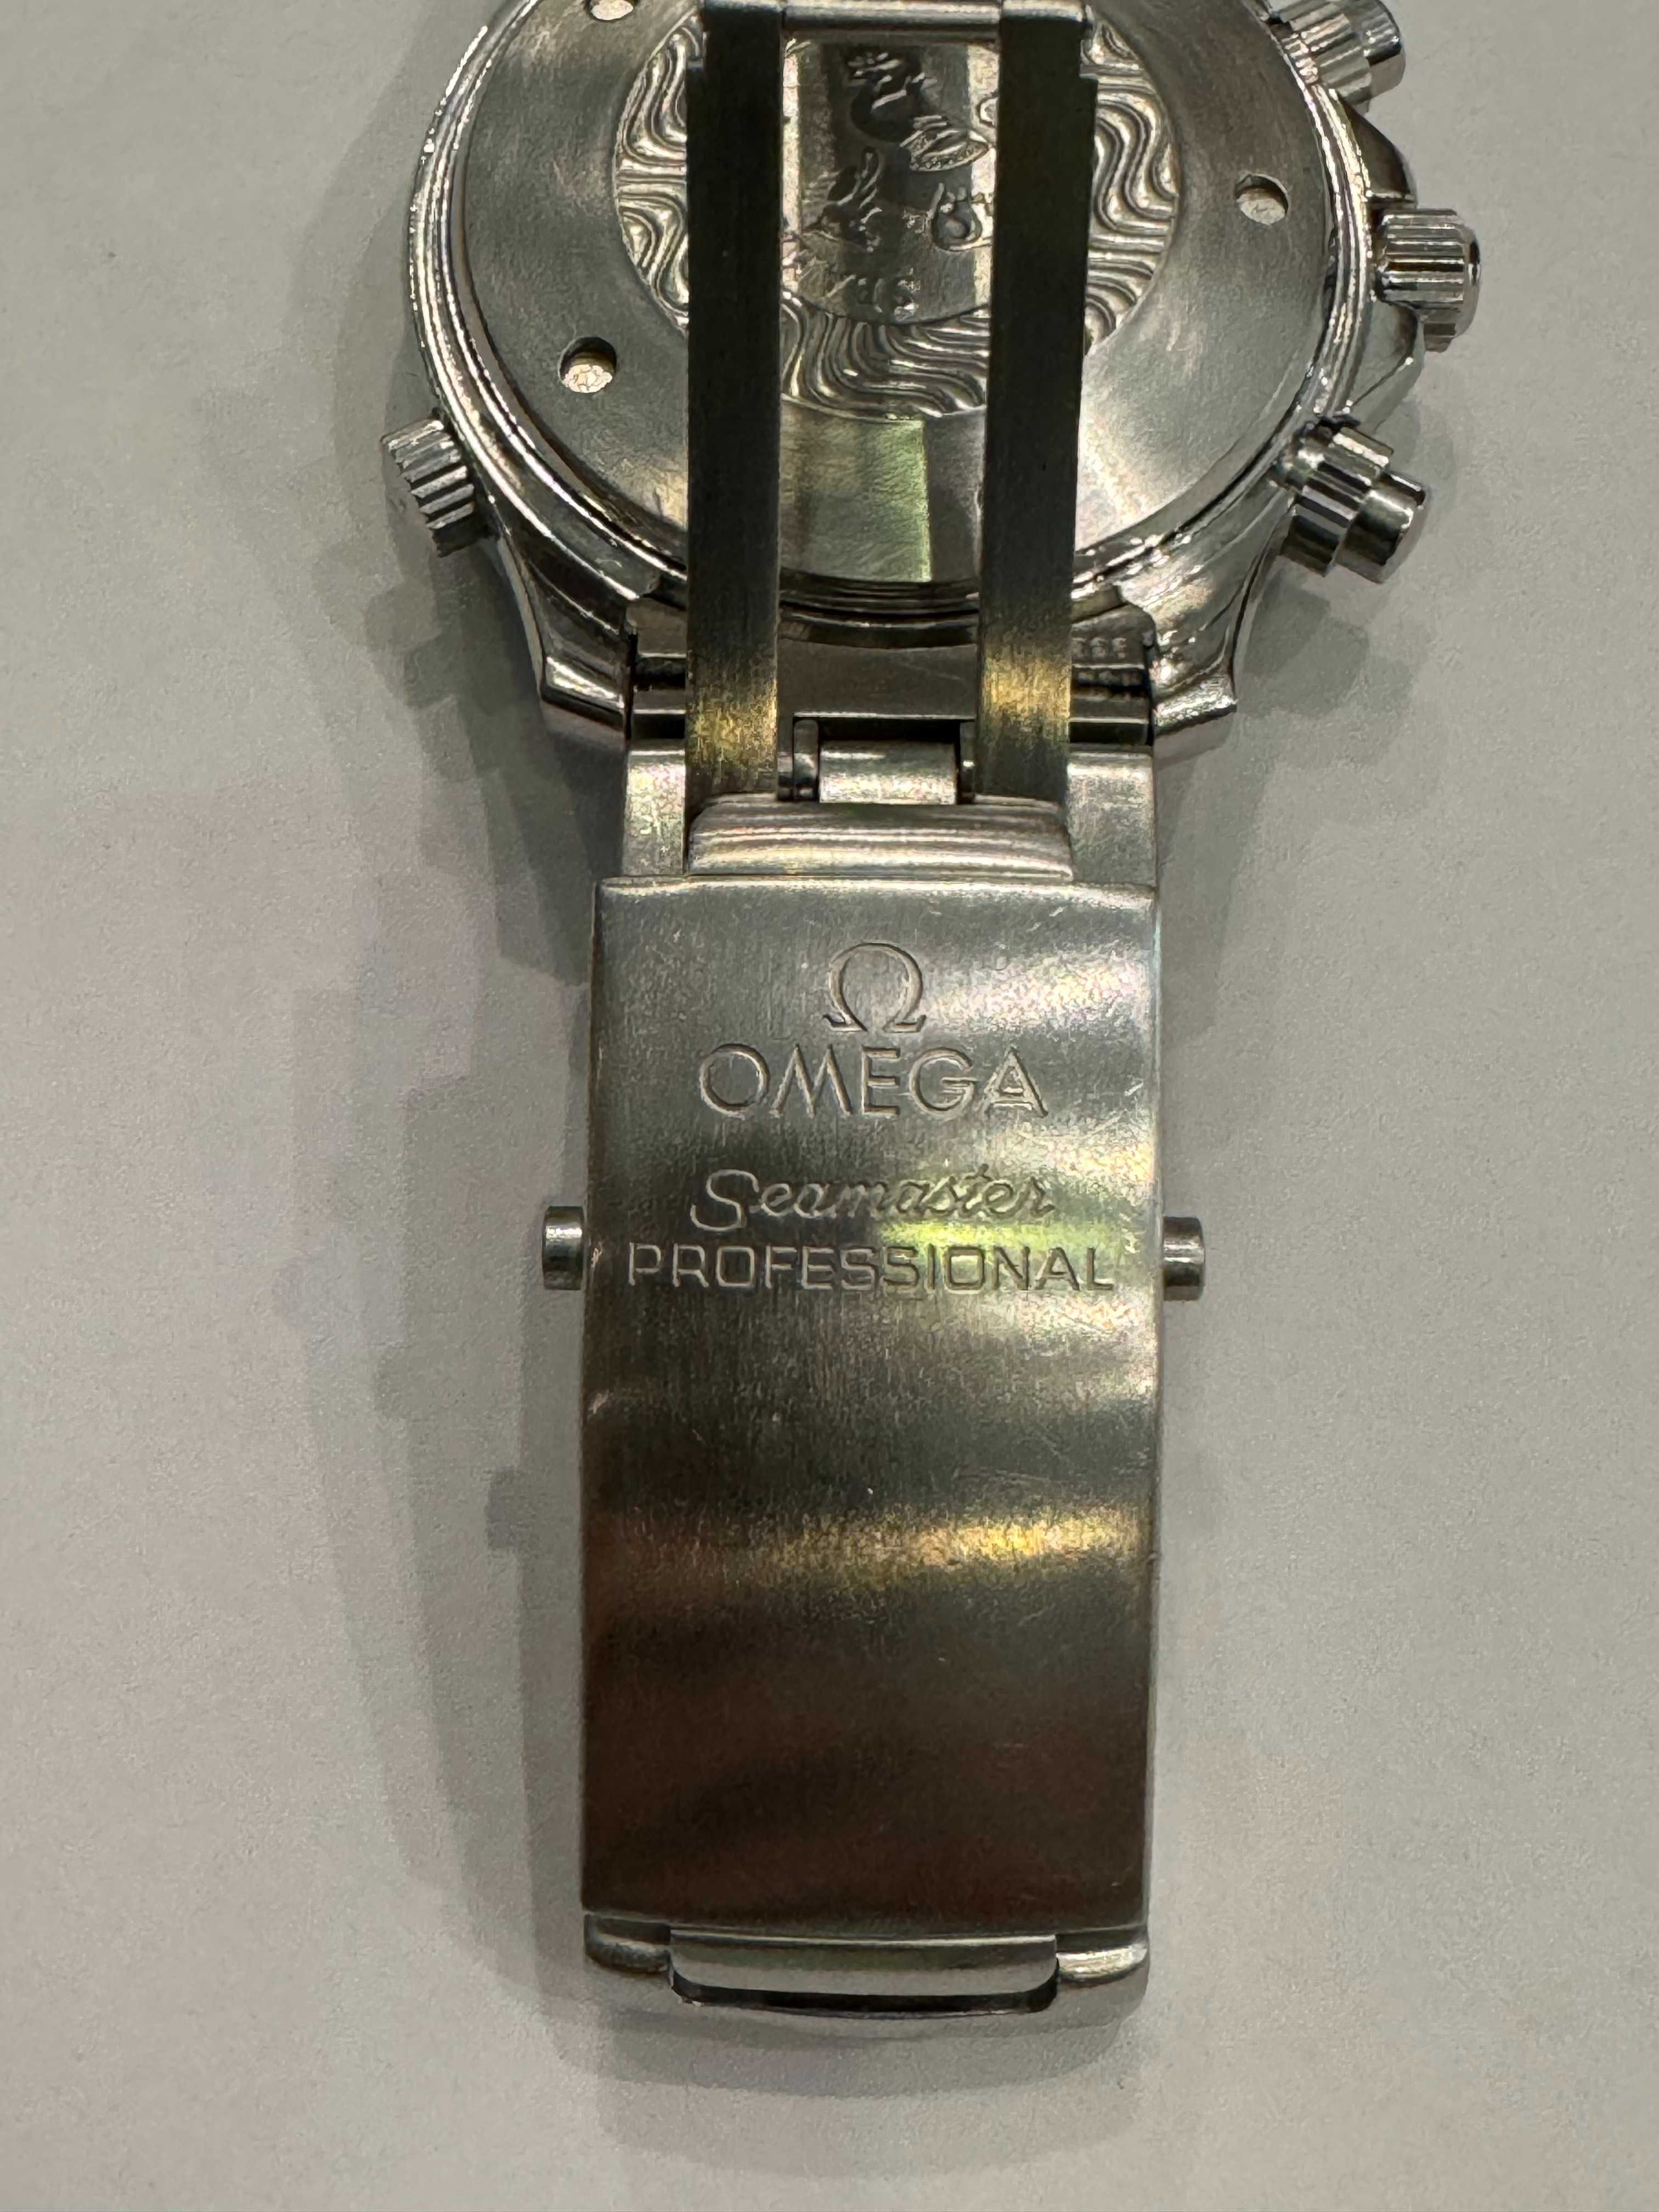 Ω
OMEGA
Seamaster
PROFESSIONAL